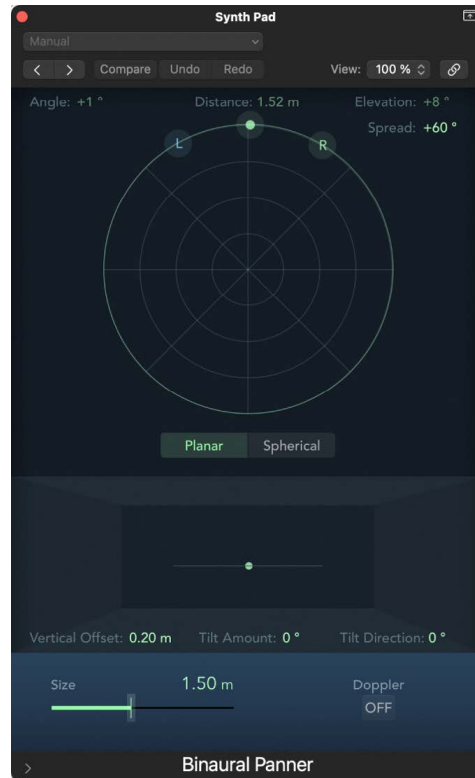 Synth Pad
Manual
Compare Undo Redo View: 100 %
Angle: +1 ° Distance: 1.52 m Elevation: +8 °
Spread: +60 °
L R
Planar Spherical
Vertical Offset: 0.20 m Tilt Amount: 0 ° Tilt Direction: 0 °
Size 1.50 m Doppler
OFF
Binaural Panner